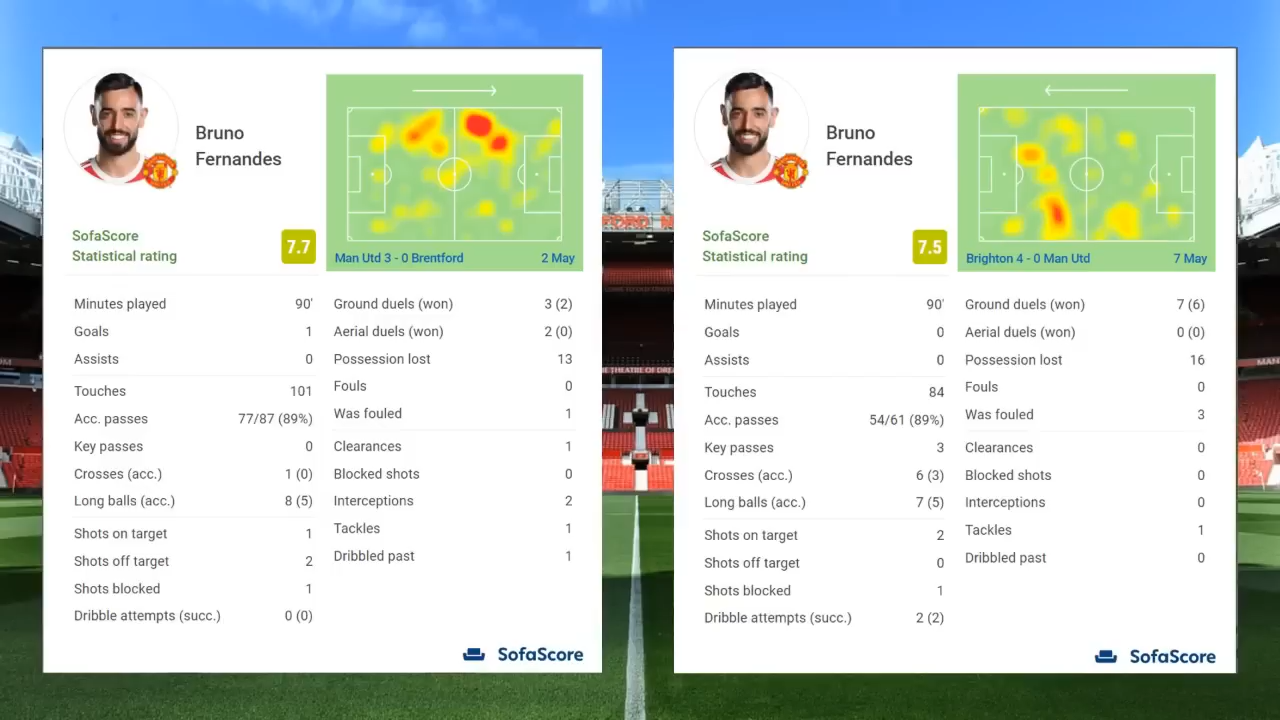 Bruno
Fernandes
SofaScore
Statistical rating
7.7
Man Utd 3 - 0 Brentford 2 May
Minutes played 90'
Goals 1
Assists 0
Touches 101
Acc. passes 77/87 (89%)
Key passes 0
Crosses (acc.) 1 (0)
Long balls (acc.) 8 (5)
Shots on target 1
Shots off target 2
Shots blocked 1
Dribble attempts (succ.) 0 (0)
Ground duels (won) 3 (2)
Aerial duels (won) 2 (0)
Possession lost 13
Fouls 0
Was fouled 1
Clearances 1
Blocked shots 0
Interceptions 2
Tackles 1
Dribbled past 1
SofaScore
THE THEATRE OF DREA
Bruno
Fernandes
SofaScore
Statistical rating
7.5
Brighton 4 - 0 Man Utd 7 May
Minutes played 90'
Goals 0
Assists 0
Touches 84
Acc. passes 54/61 (89%)
Key passes 3
Crosses (acc.) 6 (3)
Long balls (acc.) 7 (5)
Shots on target 2
Shots off target 0
Shots blocked 1
Dribble attempts (succ.) 2 (2)
Ground duels (won) 7 (6)
Aerial duels (won) 0 (0)
Possession lost 16
Fouls 0
Was fouled 3
Clearances 0
Blocked shots 0
Interceptions 0
Tackles 1
Dribbled past 0
SofaScore